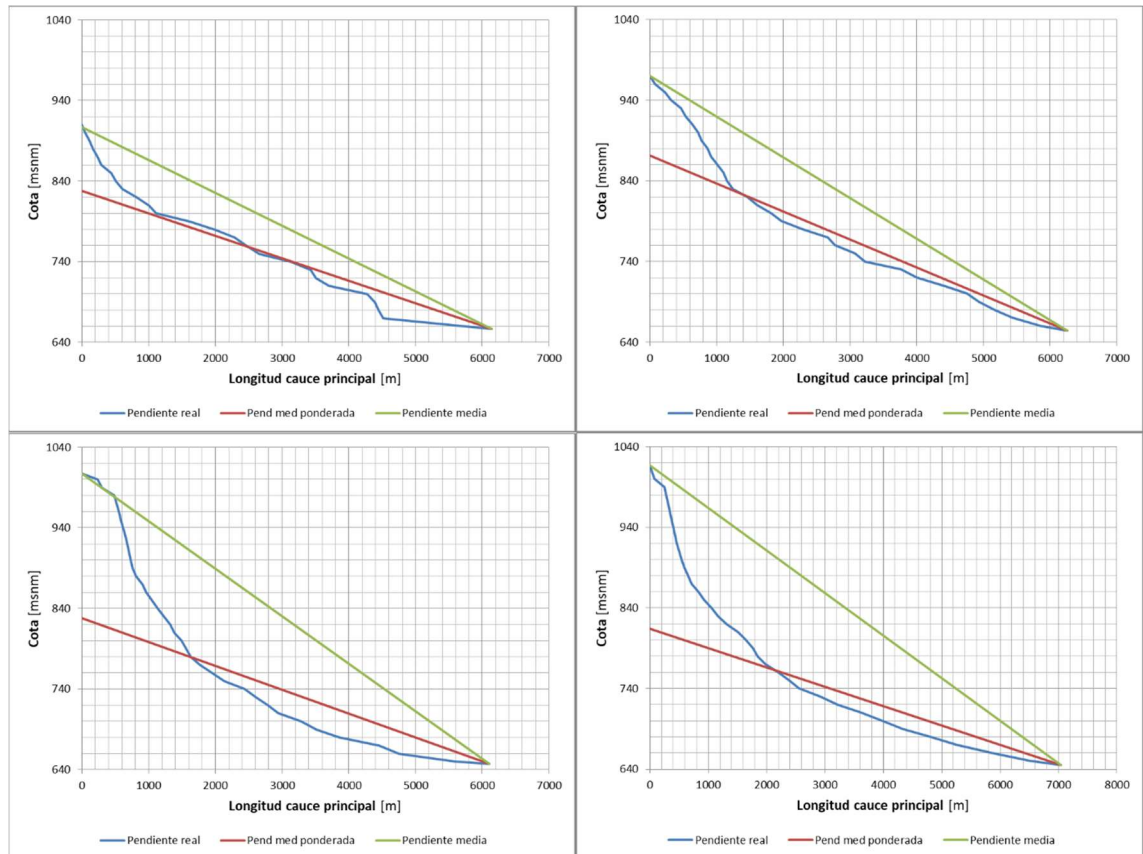 1040
940
840
740
640
Cota [msnm]
0 1000 2000 3000 4000 5000 6000 7000
Longitud cauce principal [m]
Pendiente real Pend med ponderada Pendiente media
1040
940
840
740
640
Cota [msnm]
0 1000 2000 3000 4000 5000 6000 7000
Longitud cauce principal [m]
Pendiente real Pend med ponderada Pendiente media
1040
940
840
740
640
Cota [msnm]
0 1000 2000 3000 4000 5000 6000 7000
Longitud cauce principal [m]
Pendiente real Pend med ponderada Pendiente media
1040
940
840
740
640
Cota [msnm]
0 1000 2000 3000 4000 5000 6000 7000 8000
Longitud cauce principal [m]
Pendiente real Pend med ponderada Pendiente media